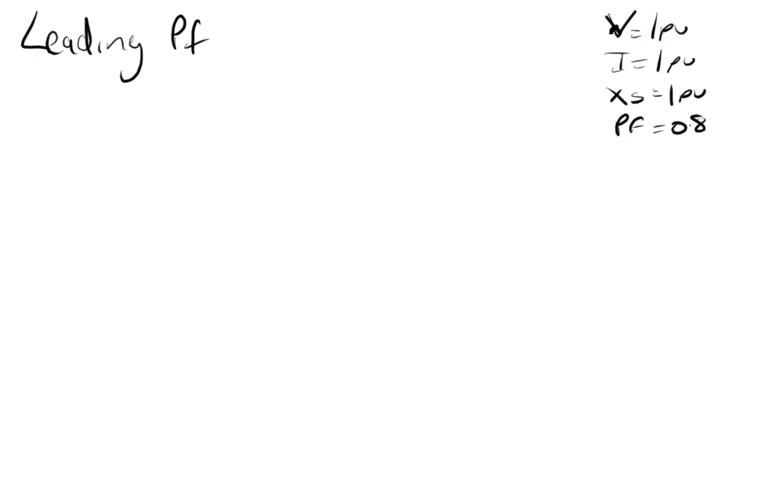 Leading Pf
V=1pu
I=1pu
Xs=1pu
Pf=0.8